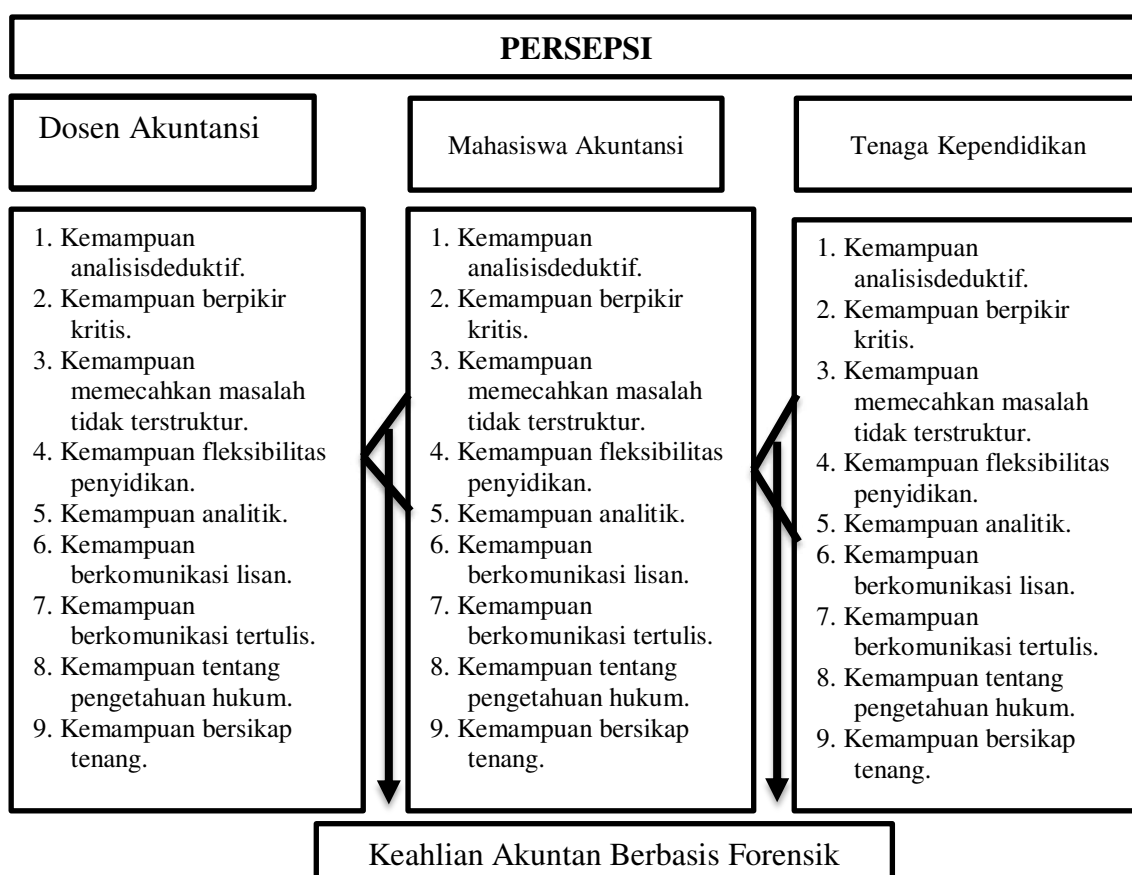 PERSEPSI
Dosen Akuntansi
Mahasiswa Akuntansi
Tenaga Kependidikan
1. Kemampuan
analisisdeduktif.
2. Kemampuan berpikir
kritis.
3. Kemampuan
memecahkan masalah
tidak terstruktur.
4. Kemampuan fleksibilitas
penyidikan.
5. Kemampuan analitik.
6. Kemampuan
berkomunikasi lisan.
7. Kemampuan
berkomunikasi tertulis.
8. Kemampuan tentang
pengetahuan hukum.
9. Kemampuan bersikap
tenang.
1. Kemampuan
analisisdeduktif.
2. Kemampuan berpikir
kritis.
3. Kemampuan
memecahkan masalah
tidak terstruktur.
4. Kemampuan fleksibilitas
penyidikan.
5. Kemampuan analitik.
6. Kemampuan
berkomunikasi lisan.
7. Kemampuan
berkomunikasi tertulis.
8. Kemampuan tentang
pengetahuan hukum.
9. Kemampuan bersikap
tenang.
1. Kemampuan
analisisdeduktif.
2. Kemampuan berpikir
kritis.
3. Kemampuan
memecahkan masalah
tidak terstruktur.
4. Kemampuan fleksibilitas
penyidikan.
5. Kemampuan analitik.
6. Kemampuan
berkomunikasi lisan.
7. Kemampuan
berkomunikasi tertulis.
8. Kemampuan tentang
pengetahuan hukum.
9. Kemampuan bersikap
tenang.
Keahlian Akuntan Berbasis Forensik